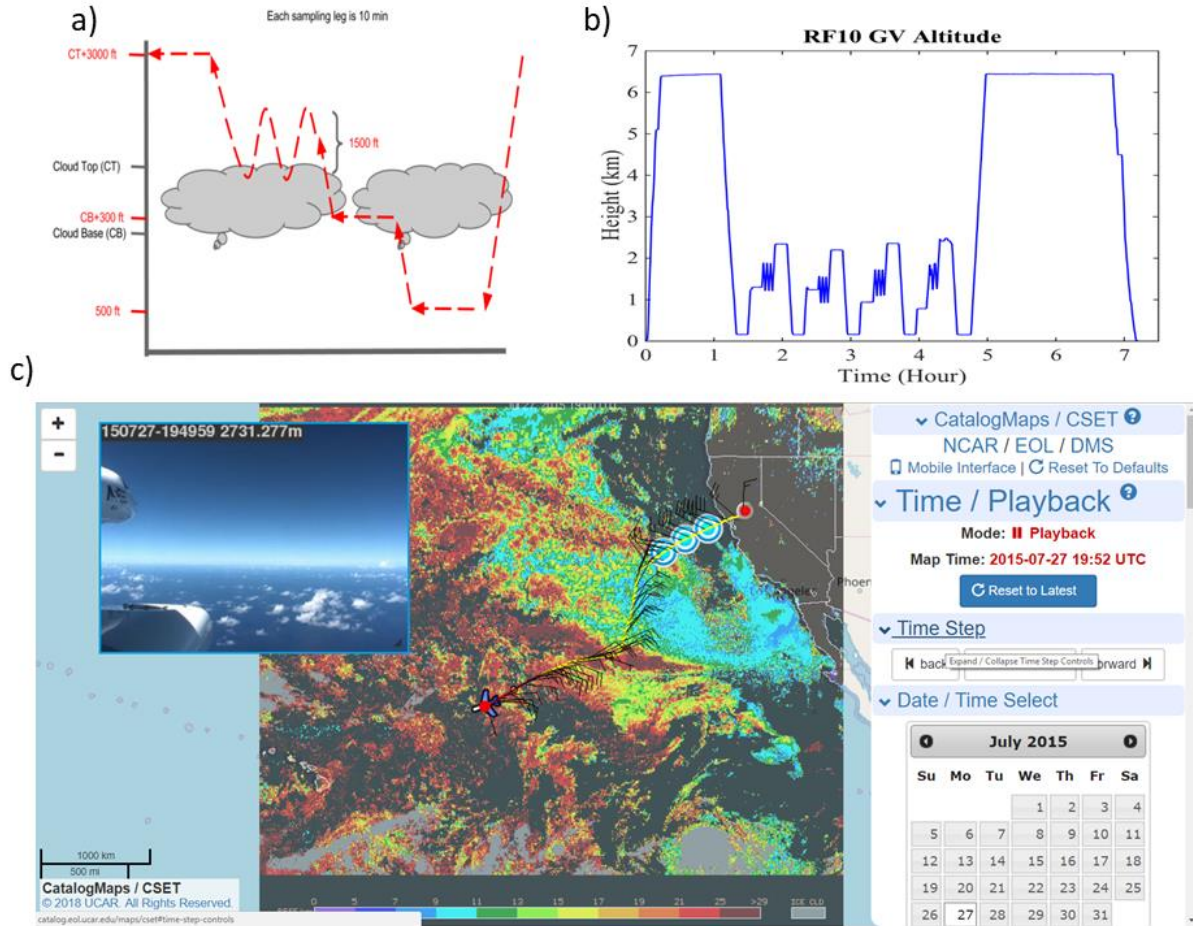 a)
Each sampling leg is 10 min
CT+3000 ft
1500 ft
Cloud Top (CT)
CB+300 ft
Cloud Base (CB)
500 ft
b)
RF10 GV Altitude
Height (km)
7
6
5
4
3
2
1
0
0 1 2 3 4 5 6 7
Time (Hour)
c)
+
−
150727-194959 2731.277m
1000 km
500 mi
CatalogMaps / CSET
© 2018 UCAR. All Rights Reserved.
catalog.eol.ucar.edu/maps/cset#time-step-controls
0 5 7 9 10 11 12 13 14 15 17 18 19 21 25 >29
ICE CLD
Phoe
CatalogMaps / CSET ?
NCAR / EOL / DMS
Mobile Interface | Reset To Defaults
Time / Playback ?
Mode: Playback
Map Time: 2015-07-27 19:52 UTC
Reset to Latest
Time Step
back
Expand / Collapse Time Step Controls
orward
Date / Time Select
July 2015
Su Mo Tu We Th Fr Sa
1 2 3 4
5 6 7 8 9 10 11
12 13 14 15 16 17 18
19 20 21 22 23 24 25
26 27 28 29 30 31